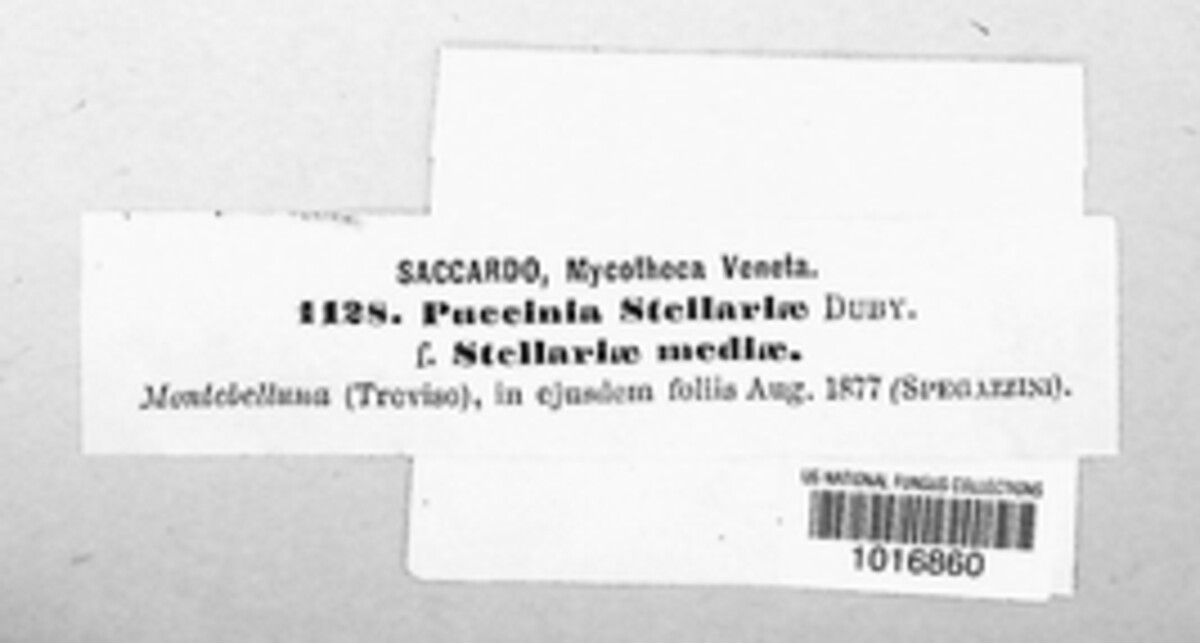 SACCARDO, Mycotheca Veneta.
1128. Puccinia Stellariæ DUBY.
f. Stellariæ mediæ.
Montebelluna (Treviso), in ejusdem foliis Aug. 1877 (SPEGAZZINI).
US NATIONAL FUNGUS COLLECTIONS
1016860